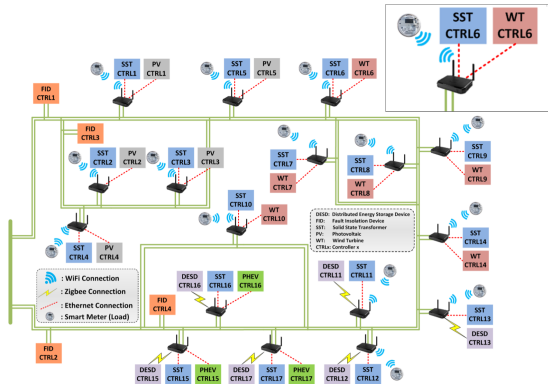 SST WT
CTRL6 CTRL6
SST PV
CTRL1 CTRL1
SST PV
CTRL5 CTRL5
SST WT
CTRL6 CTRL6
FID
CTRL1
FID
CTRL3
SST PV
CTRL2 CTRL2
SST PV
CTRL3 CTRL3
SST
CTRL7
WT
CTRL7
SST
CTRL8
WT
CTRL8
SST
CTRL9
WT
CTRL9
SST
CTRL10
WT
CTRL10
SST PV
CTRL4 CTRL4
DESD: Distributed Energy Storage Device
FID: Fault Insolation Device
SST: Solid State Transformer
PV: Photovoltaic
WT: Wind Turbine
CTRLx: Controller x
SST
CTRL14
WT
CTRL14
: WiFi Connection
: Zigbee Connection
: Ethernet Connection
: Smart Meter (Load)
DESD SST PHEV
CTRL16 CTRL16 CTRL16
DESD SST
CTRL11 CTRL11
FID
CTRL4
SST
CTRL13
DESD
CTRL13
FID
CTRL2
DESD SST PHEV
CTRL15 CTRL15 CTRL15
DESD SST PHEV
CTRL17 CTRL17 CTRL17
DESD SST
CTRL12 CTRL12